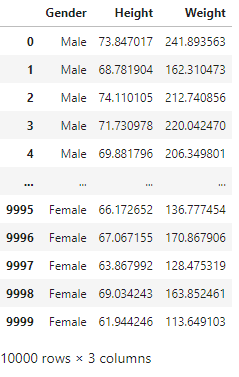 Gender Height Weight
0 Male 73.847017 241.893563
1 Male 68.781904 162.310473
2 Male 74.110105 212.740856
3 Male 71.730978 220.042470
4 Male 69.881796 206.349801
... ... ... ...
9995 Female 66.172652 136.777454
9996 Female 67.067155 170.867906
9997 Female 63.867992 128.475319
9998 Female 69.034243 163.852461
9999 Female 61.944246 113.649103
10000 rows × 3 columns